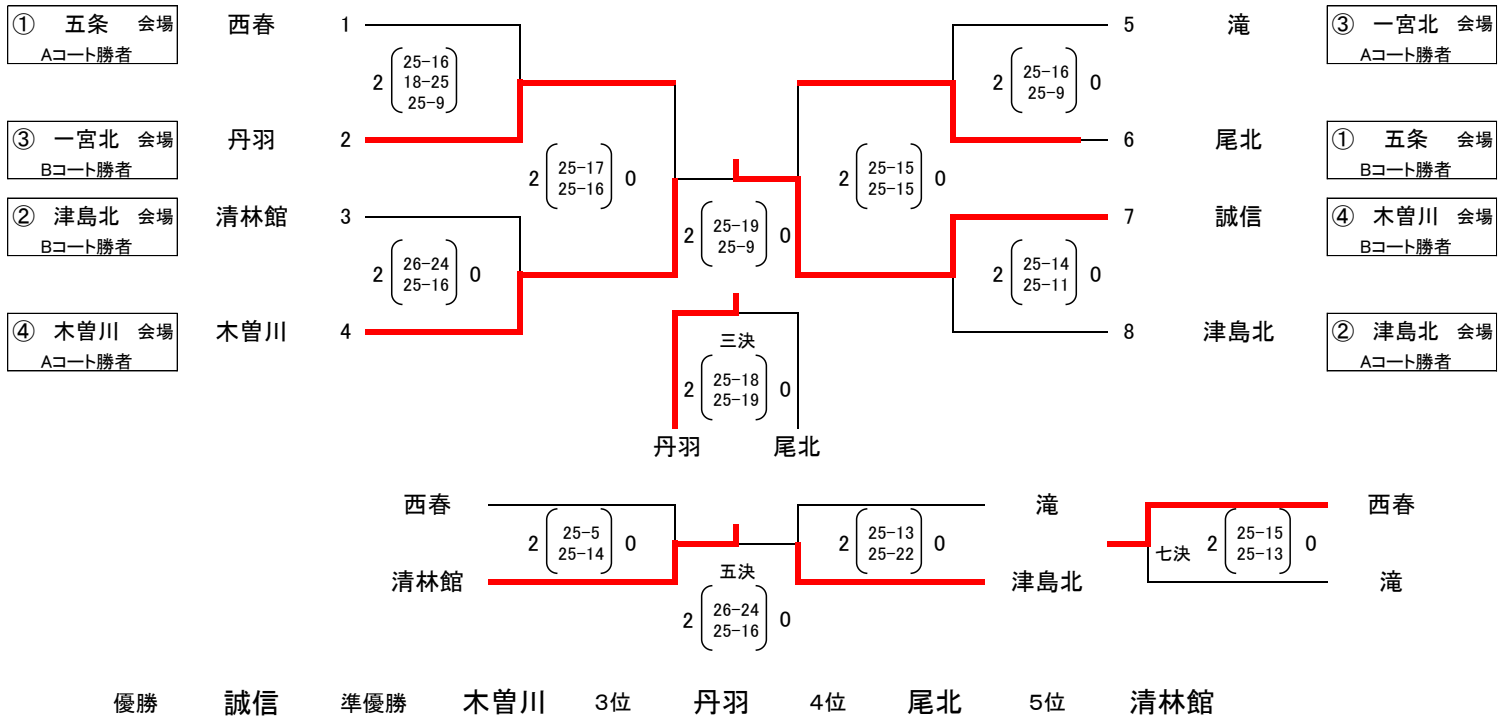 ① 五条 会場 西春 1 5 滝 ③ 一宮北 会場
Aコート勝者 Aコート勝者
2 25-16 18-25 25-9
2 25-16 25-9 0
③ 一宮北 会場 丹羽 2 6 尾北 ① 五条 会場
Bコート勝者 Bコート勝者
2 25-17 25-16 0
2 25-15 25-15 0
② 津島北 会場 清林館 3 7 誠信 ④ 木曽川 会場
Bコート勝者 Bコート勝者
2 25-19 25-9 0
2 26-24 25-16 0
2 25-14 25-11 0
④ 木曽川 会場 木曽川 4 8 津島北 ② 津島北 会場
Aコート勝者 Aコート勝者
三決
2 25-18 25-19 0
丹羽 尾北
西春 滝 西春
2 25-5 25-14 0
2 25-13 25-22 0
七決 2 25-15 25-13 0
清林館 五決 津島北 滝
2 26-24 25-16 0
優勝 誠信 準優勝 木曽川 3位 丹羽 4位 尾北 5位 清林館